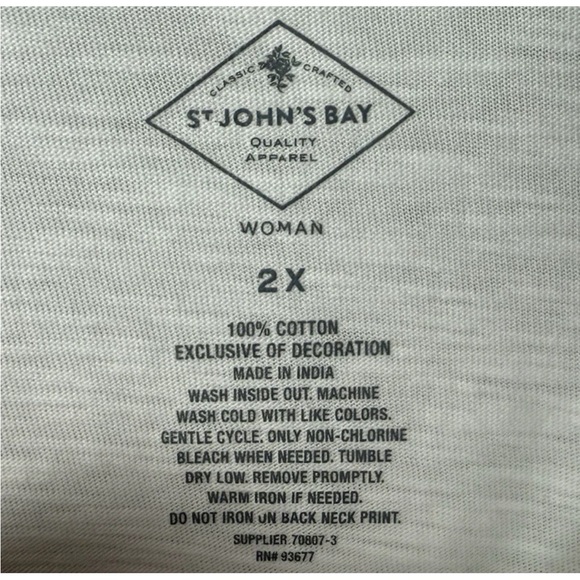 CLASSIC CRAFTED
ST JOHN'S BAY
QUALITY
APPAREL
WOMAN
2X
100% COTTON
EXCLUSIVE OF DECORATION
MADE IN INDIA
WASH INSIDE OUT. MACHINE
WASH COLD WITH LIKE COLORS.
GENTLE CYCLE. ONLY NON-CHLORINE
BLEACH WHEN NEEDED. TUMBLE
DRY LOW. REMOVE PROMPTLY.
WARM IRON IF NEEDED.
DO NOT IRON ON BACK NECK PRINT.
SUPPLIER 70807-3
RN# 93677